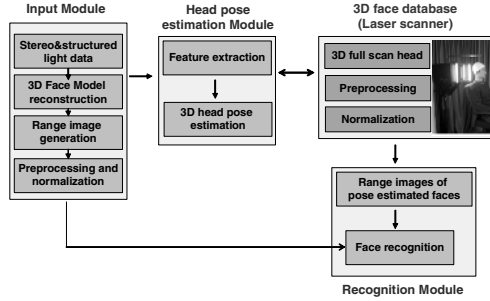 Input Module
Stereo&structured
light data
3D Face Model
reconstruction
Range image
generation
Preprocessing and
normalization
Head pose
estimation Module
Feature extraction
3D head pose
estimation
3D face database
(Laser scanner)
3D full scan head
Preprocessing
Normalization
Range images of
pose estimated faces
Face recognition
Recognition Module